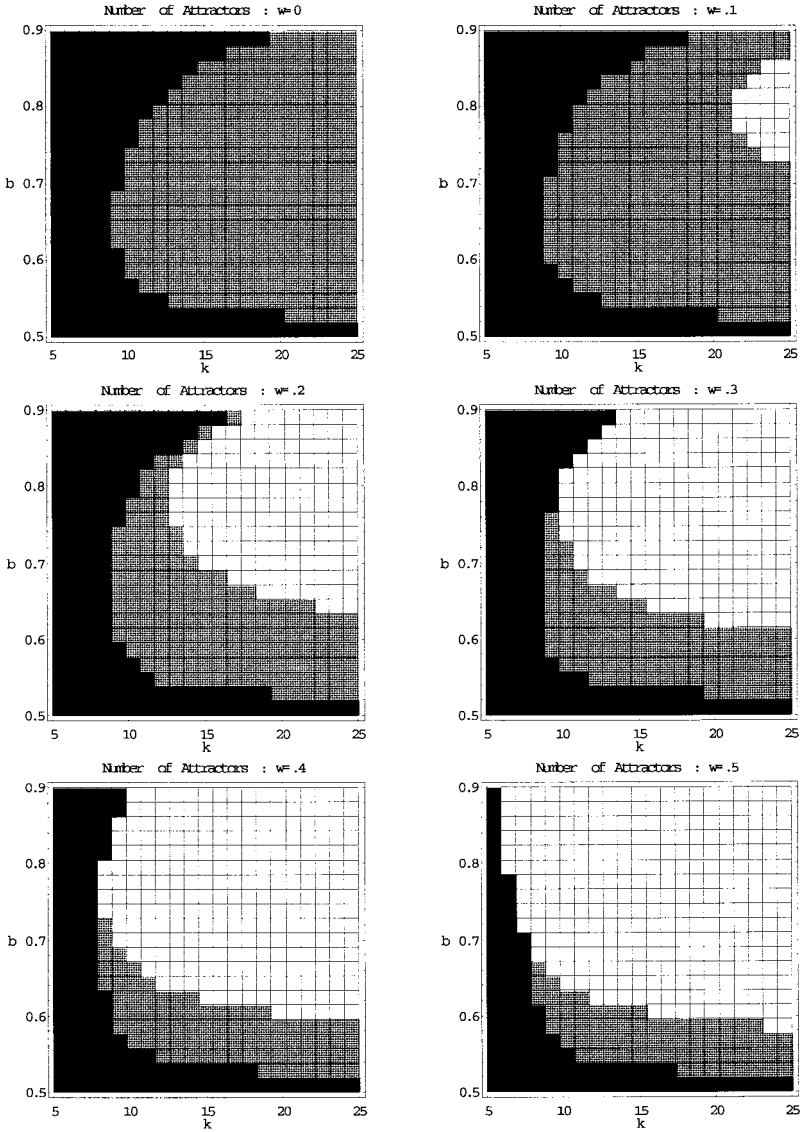 Number of Attractors : w=0
0.9
0.8
b 0.7
0.6
0.5
5 10 15 20 25
k
Number of Attractors : w=.1
0.9
0.8
b 0.7
0.6
0.5
5 10 15 20 25
k
Number of Attractors : w=.2
0.9
0.8
b 0.7
0.6
0.5
5 10 15 20 25
k
Number of Attractors : w=.3
0.9
0.8
b 0.7
0.6
0.5
5 10 15 20 25
k
Number of Attractors : w=.4
0.9
0.8
b 0.7
0.6
0.5
5 10 15 20 25
k
Number of Attractors : w=.5
0.9
0.8
b 0.7
0.6
0.5
5 10 15 20 25
k